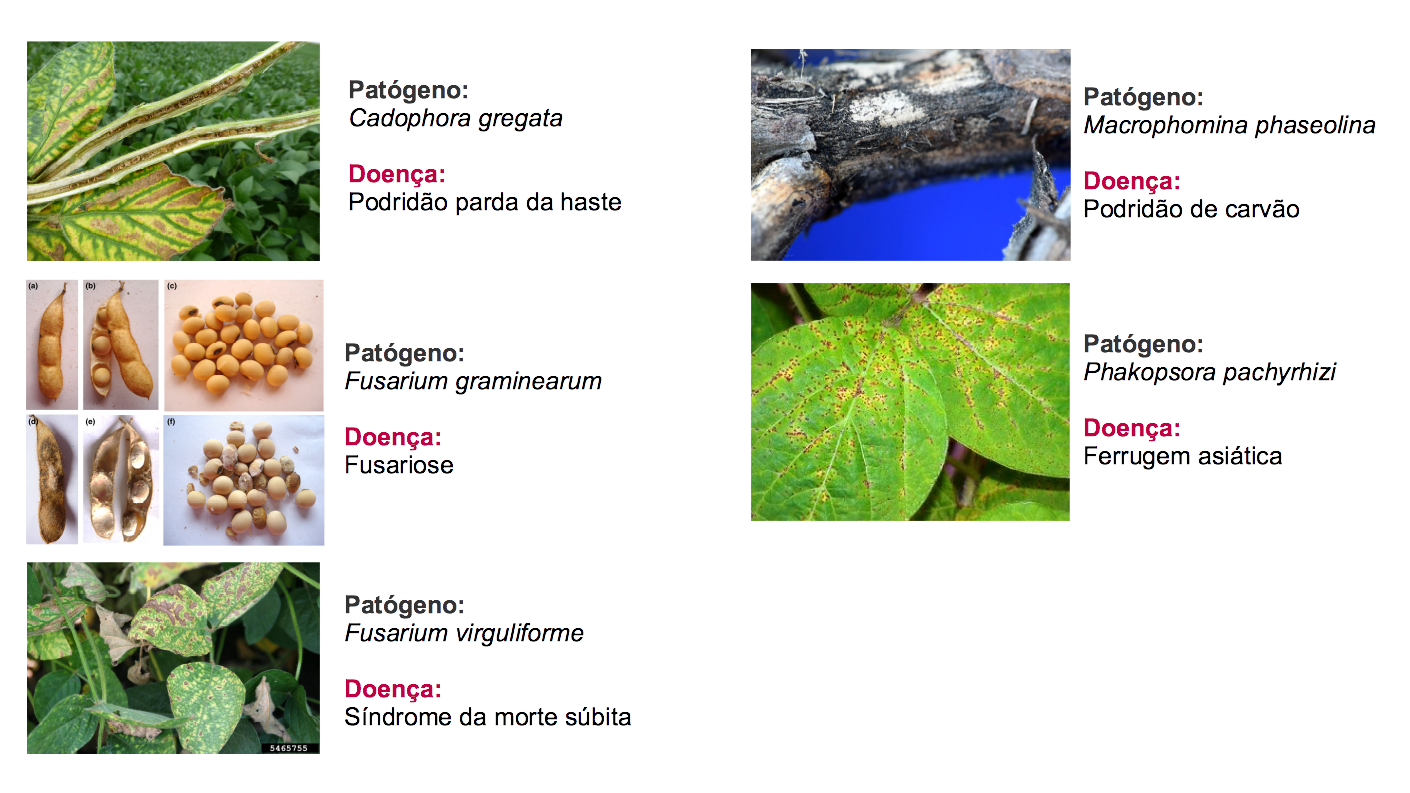 Patógeno:
Cadophora gregata
Doença:
Podridão parda da haste
(a)
(b)
(c)
(d)
(e)
(f)
Patógeno:
Fusarium graminearum
Doença:
Fusariose
Patógeno:
Fusarium virguliforme
Doença:
Síndrome da morte súbita
5465755
Patógeno:
Macrophomina phaseolina
Doença:
Podridão de carvão
Patógeno:
Phakopsora pachyrhizi
Doença:
Ferrugem asiática